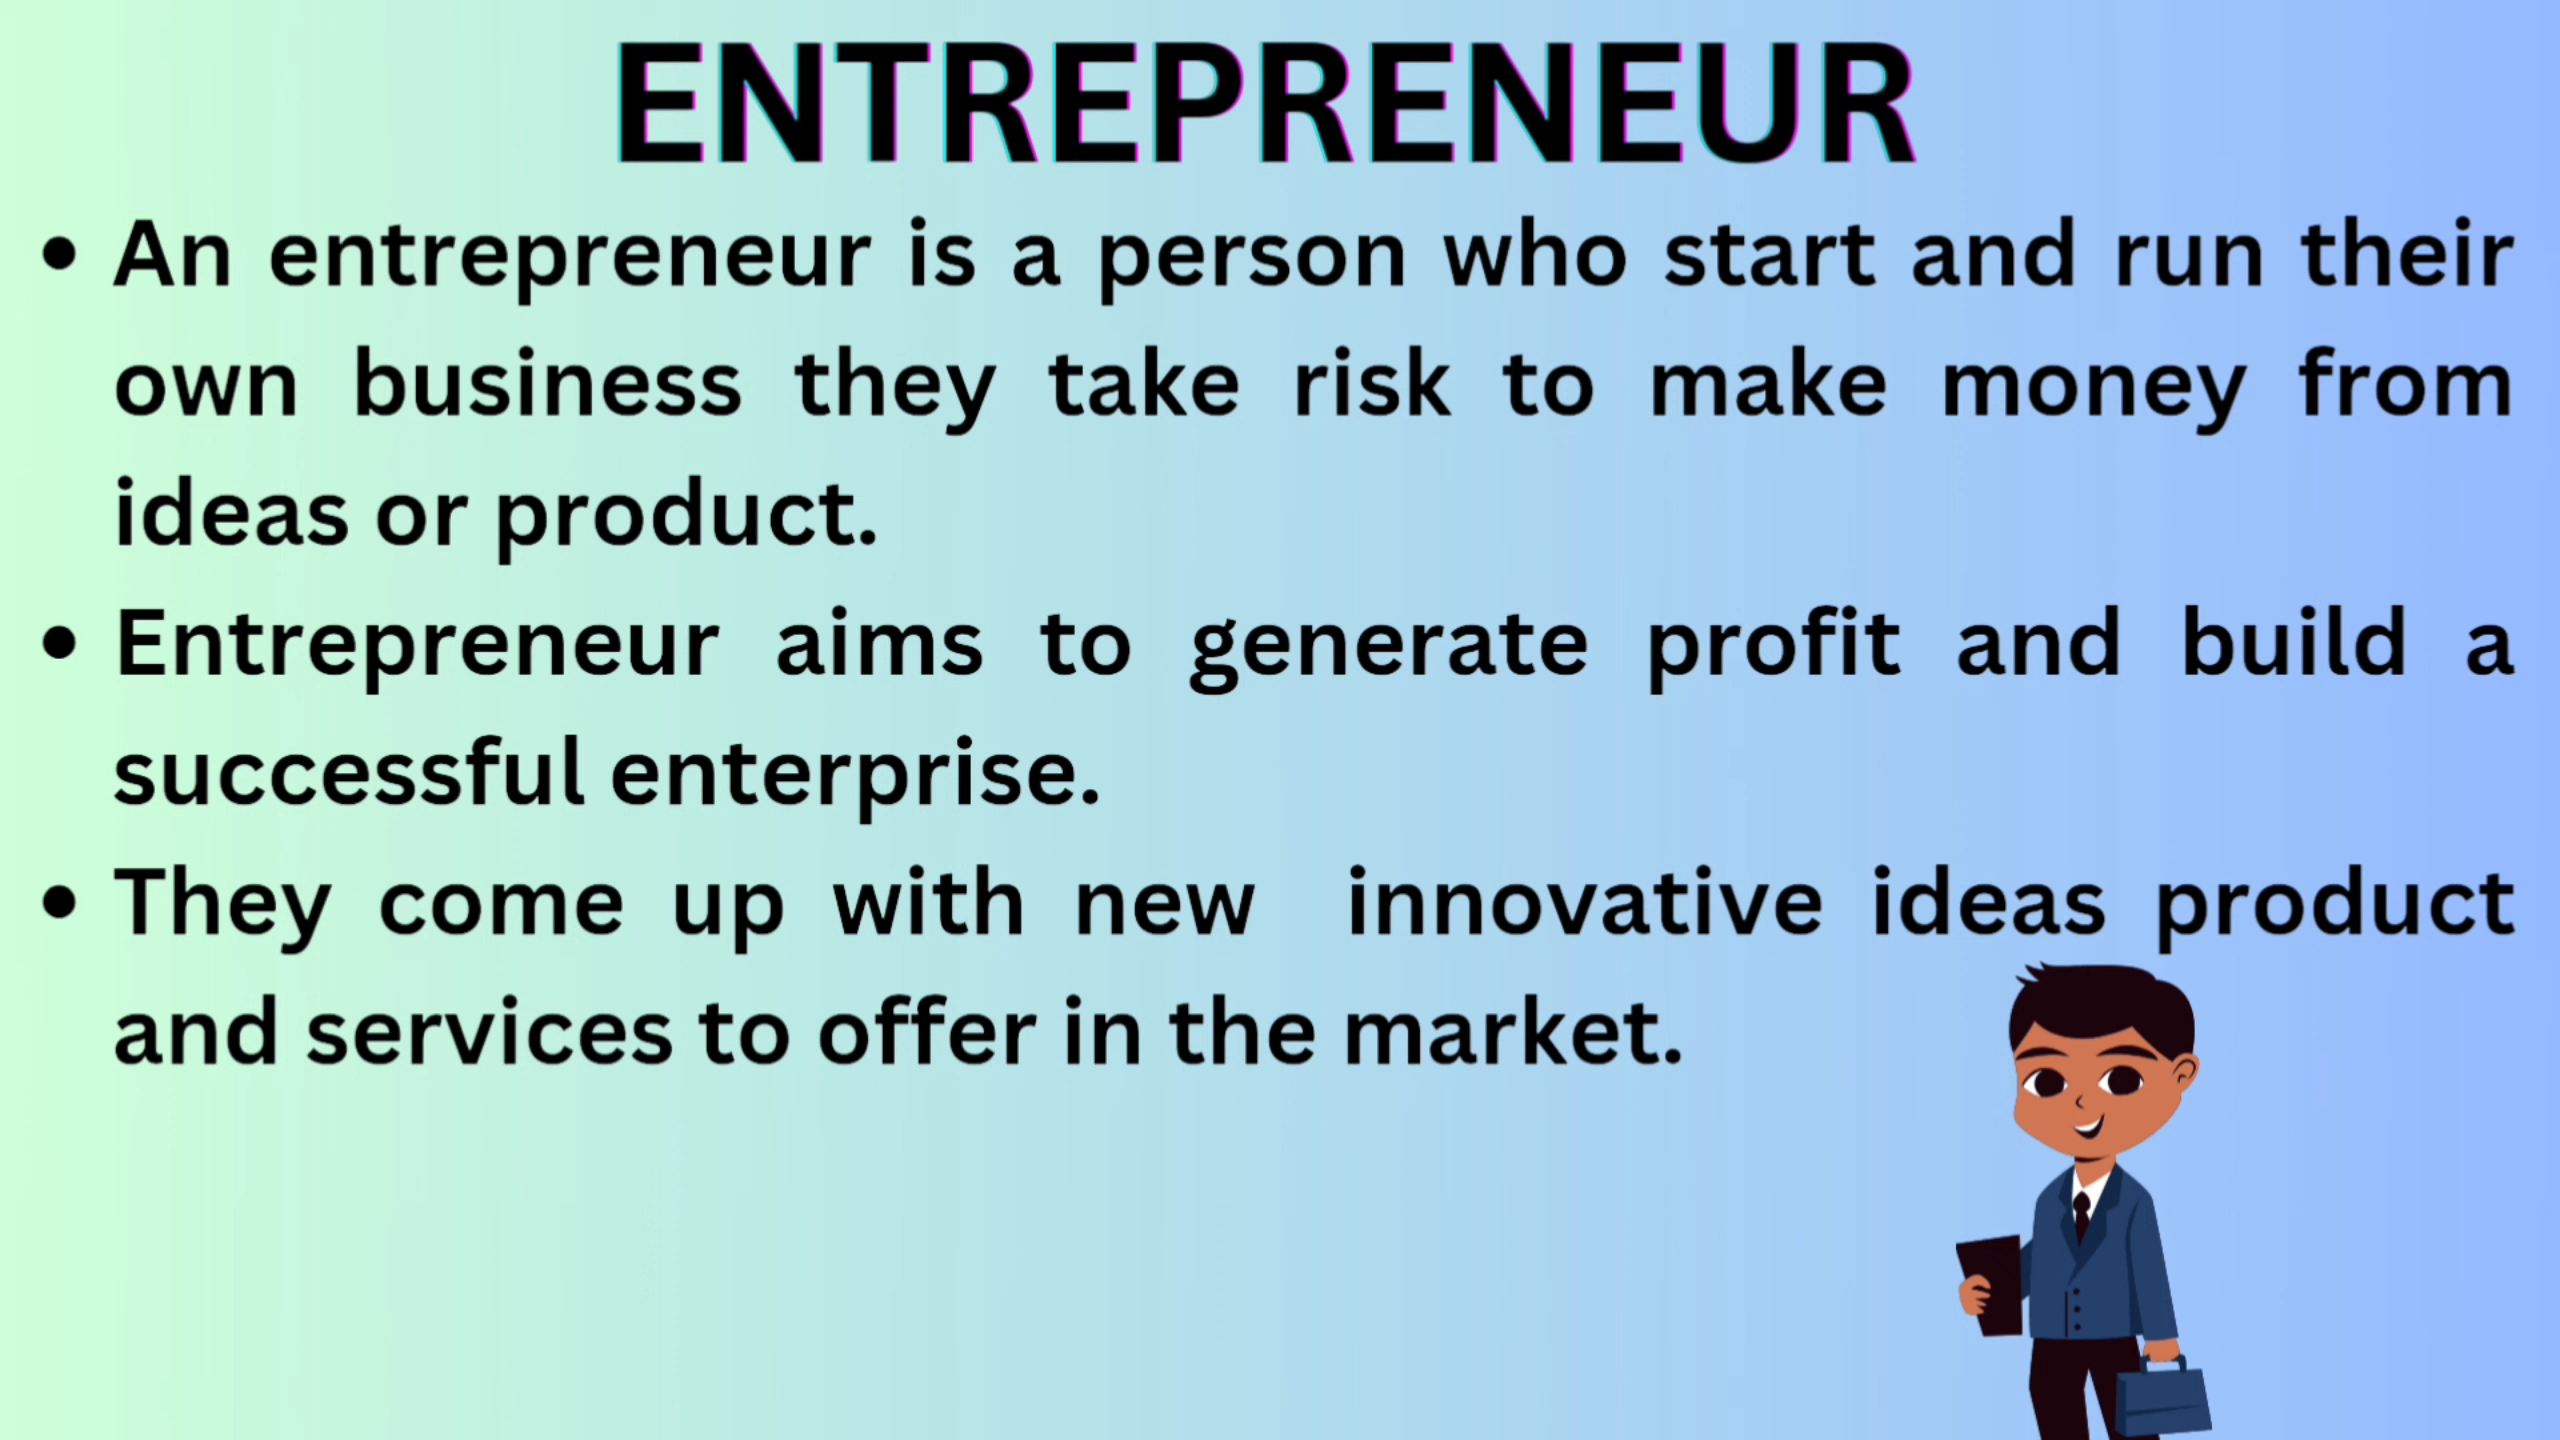 ENTREPRENEUR
• An entrepreneur is a person who start and run their
own business they take risk to make money from
ideas or product.
• Entrepreneur aims to generate profit and build a
successful enterprise.
• They come up with new innovative ideas product
and services to offer in the market.